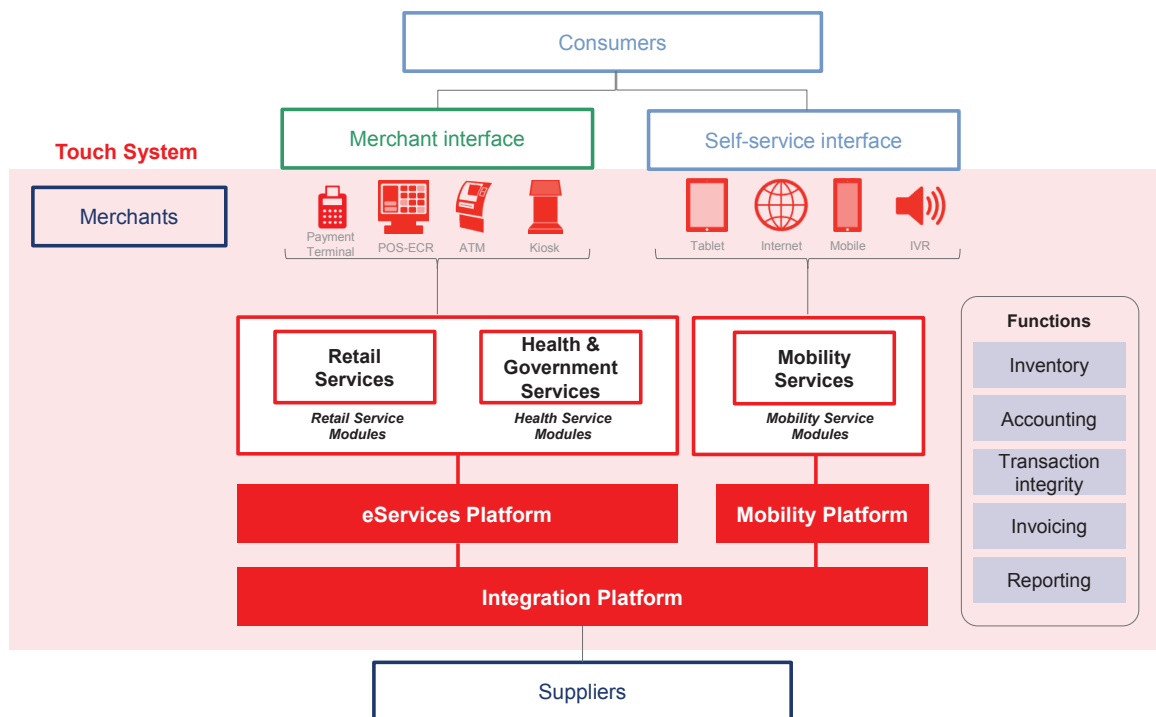 Consumers
Merchant interface
Self-service interface
Touch System
Merchants
Payment
Terminal
POS-ECR
ATM
Kiosk
Tablet
Internet
Mobile
IVR
Retail
Services
Retail Service
Modules
Health &
Government
Services
Health Service
Modules
Mobility
Services
Mobility Service
Modules
Functions
Inventory
Accounting
Transaction
integrity
Invoicing
Reporting
eServices Platform
Mobility Platform
Integration Platform
Suppliers